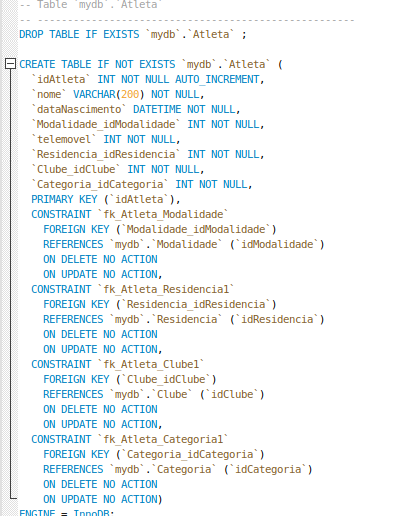 -- Table `mydb`.`Atleta`
-- -----------------------------------------------------
DROP TABLE IF EXISTS `mydb`.`Atleta` ;
CREATE TABLE IF NOT EXISTS `mydb`.`Atleta` (
`idAtleta` INT NOT NULL AUTO_INCREMENT,
`nome` VARCHAR(200) NOT NULL,
`dataNascimento` DATETIME NOT NULL,
`Modalidade_idModalidade` INT NOT NULL,
`telemovel` INT NOT NULL,
`Residencia_idResidencia` INT NOT NULL,
`Clube_idClube` INT NOT NULL,
`Categoria_idCategoria` INT NOT NULL,
PRIMARY KEY (`idAtleta`),
CONSTRAINT `fk_Atleta_Modalidade`
FOREIGN KEY (`Modalidade_idModalidade`)
REFERENCES `mydb`.`Modalidade` (`idModalidade`)
ON DELETE NO ACTION
ON UPDATE NO ACTION,
CONSTRAINT `fk_Atleta_Residencia1`
FOREIGN KEY (`Residencia_idResidencia`)
REFERENCES `mydb`.`Residencia` (`idResidencia`)
ON DELETE NO ACTION
ON UPDATE NO ACTION,
CONSTRAINT `fk_Atleta_Clube1`
FOREIGN KEY (`Clube_idClube`)
REFERENCES `mydb`.`Clube` (`idClube`)
ON DELETE NO ACTION
ON UPDATE NO ACTION,
CONSTRAINT `fk_Atleta_Categoria1`
FOREIGN KEY (`Categoria_idCategoria`)
REFERENCES `mydb`.`Categoria` (`idCategoria`)
ON DELETE NO ACTION
ON UPDATE NO ACTION)
ENGINE = InnoDB;